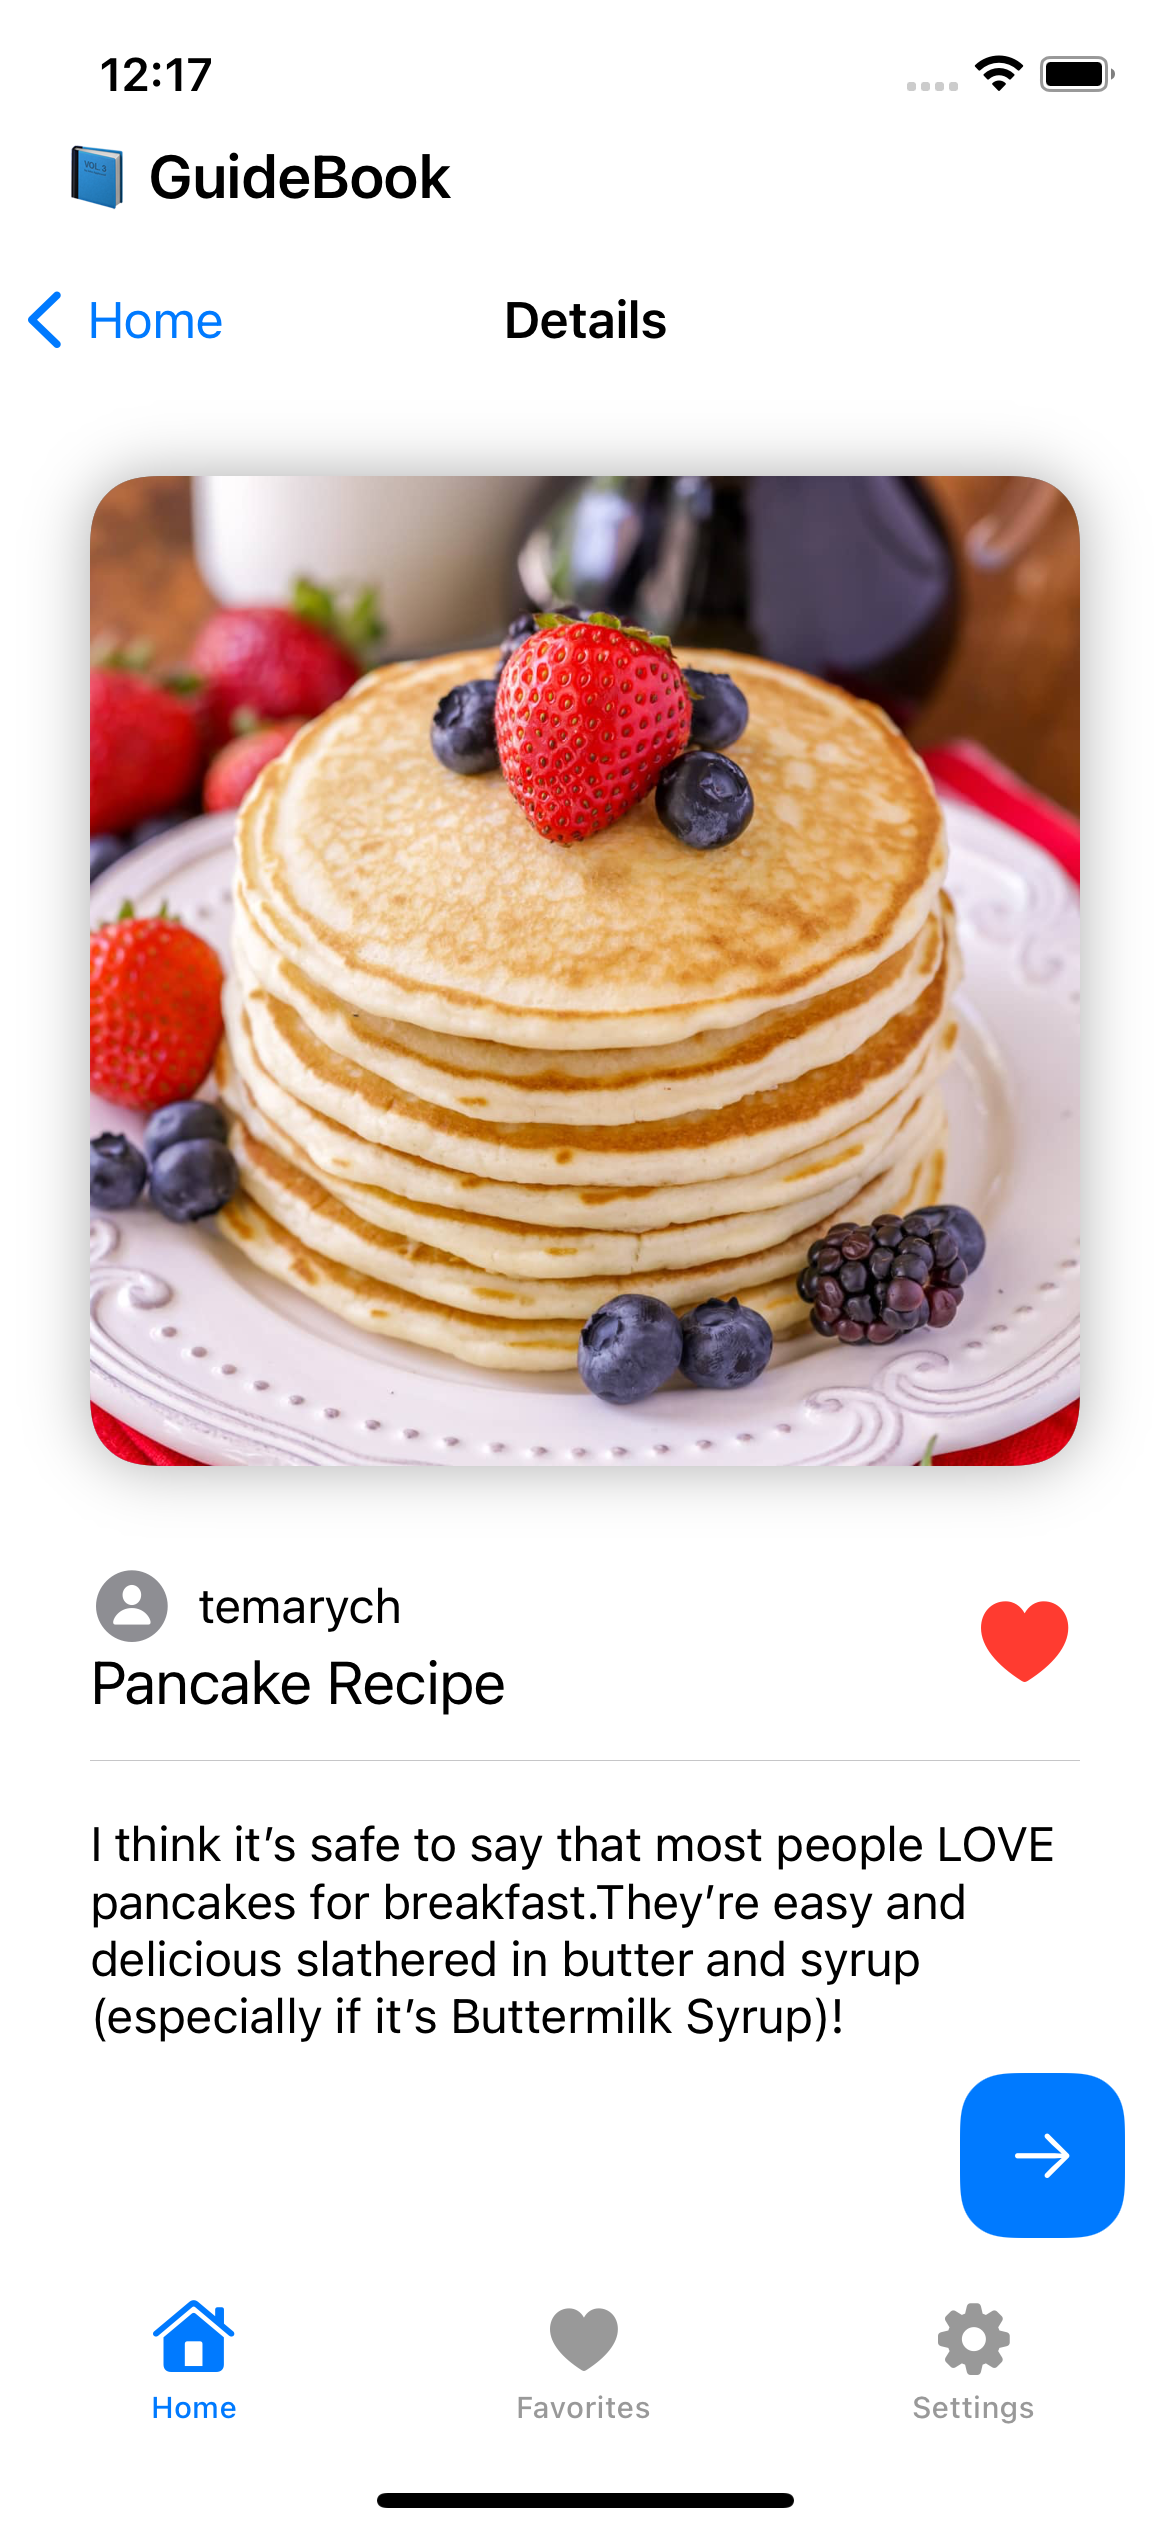 12:17
VOL. 3
GuideBook
Home
Details
temarych
Pancake Recipe
I think it’s safe to say that most people LOVE
pancakes for breakfast.They’re easy and
delicious slathered in butter and syrup
(especially if it’s Buttermilk Syrup)!
Home
Favorites
Settings